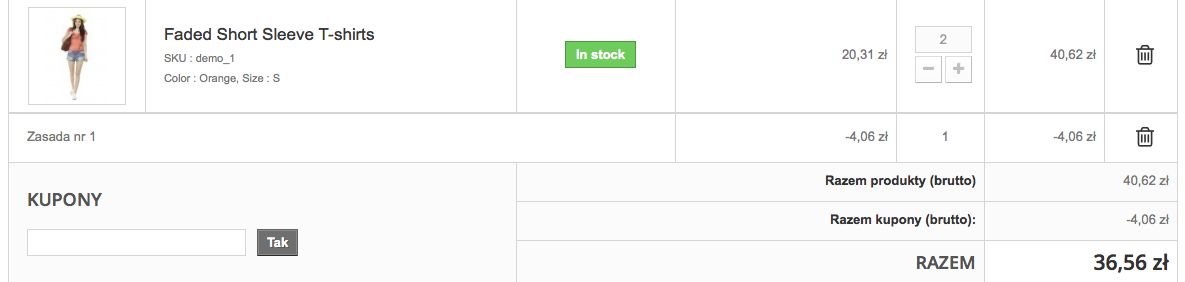 Faded Short Sleeve T-shirts
SKU : demo_1
Color : Orange, Size : S
In stock
20,31 zł
2
40,62 zł
Zasada nr 1
-4,06 zł
1
-4,06 zł
KUPONY
Tak
Razem produkty (brutto)
40,62 zł
Razem kupony (brutto):
-4,06 zł
RAZEM
36,56 zł